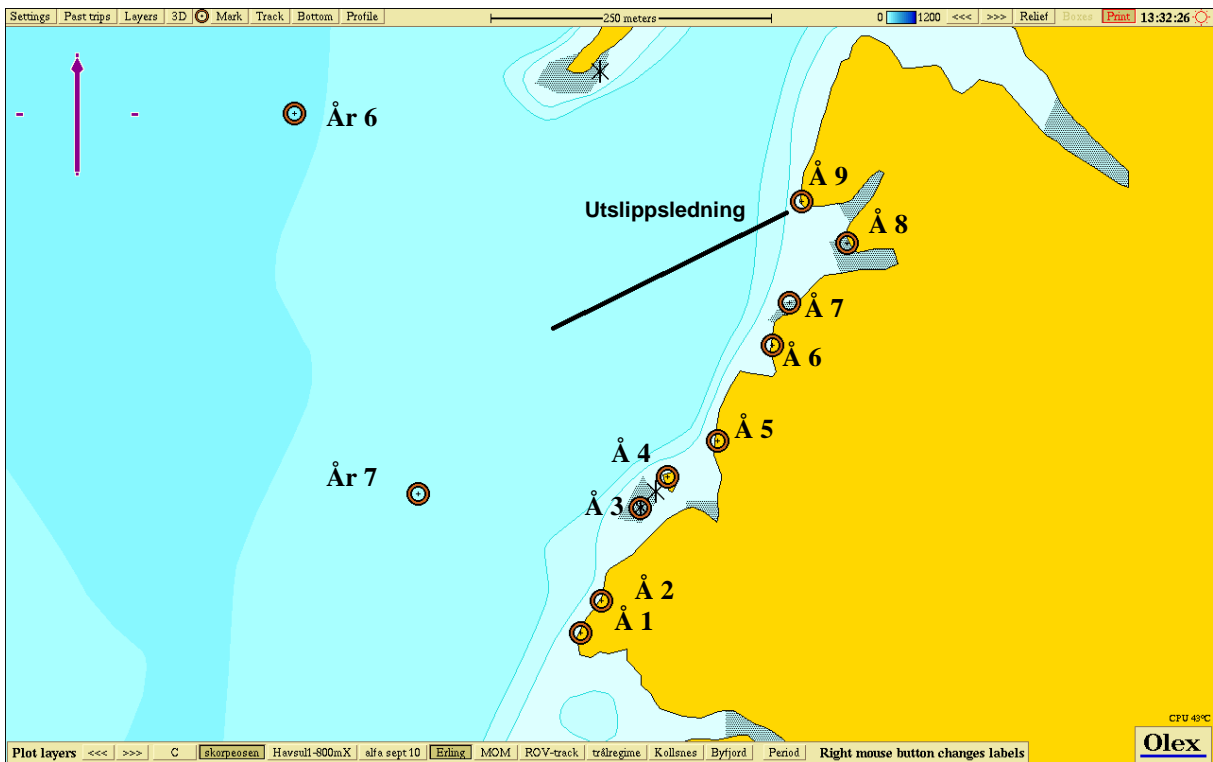 Settings Past trips Layers 3D Mark Track Bottom Profile 250 meters 0 1200 <<< >>> Relief Boxes Print 13:32:26
År 6
Å 9
Utslippsledning
Å 8
Å 7
Å 6
Å 5
Å 4
År 7
Å 3
Å 2
Å 1
CPU 43°C
Plot layers <<< >>> C skorpeosen Havsul1-800mX alfa sept 10 Erling MOM ROV-track trålregime Kollsnes Byfjord Period Right mouse button changes labels Olex